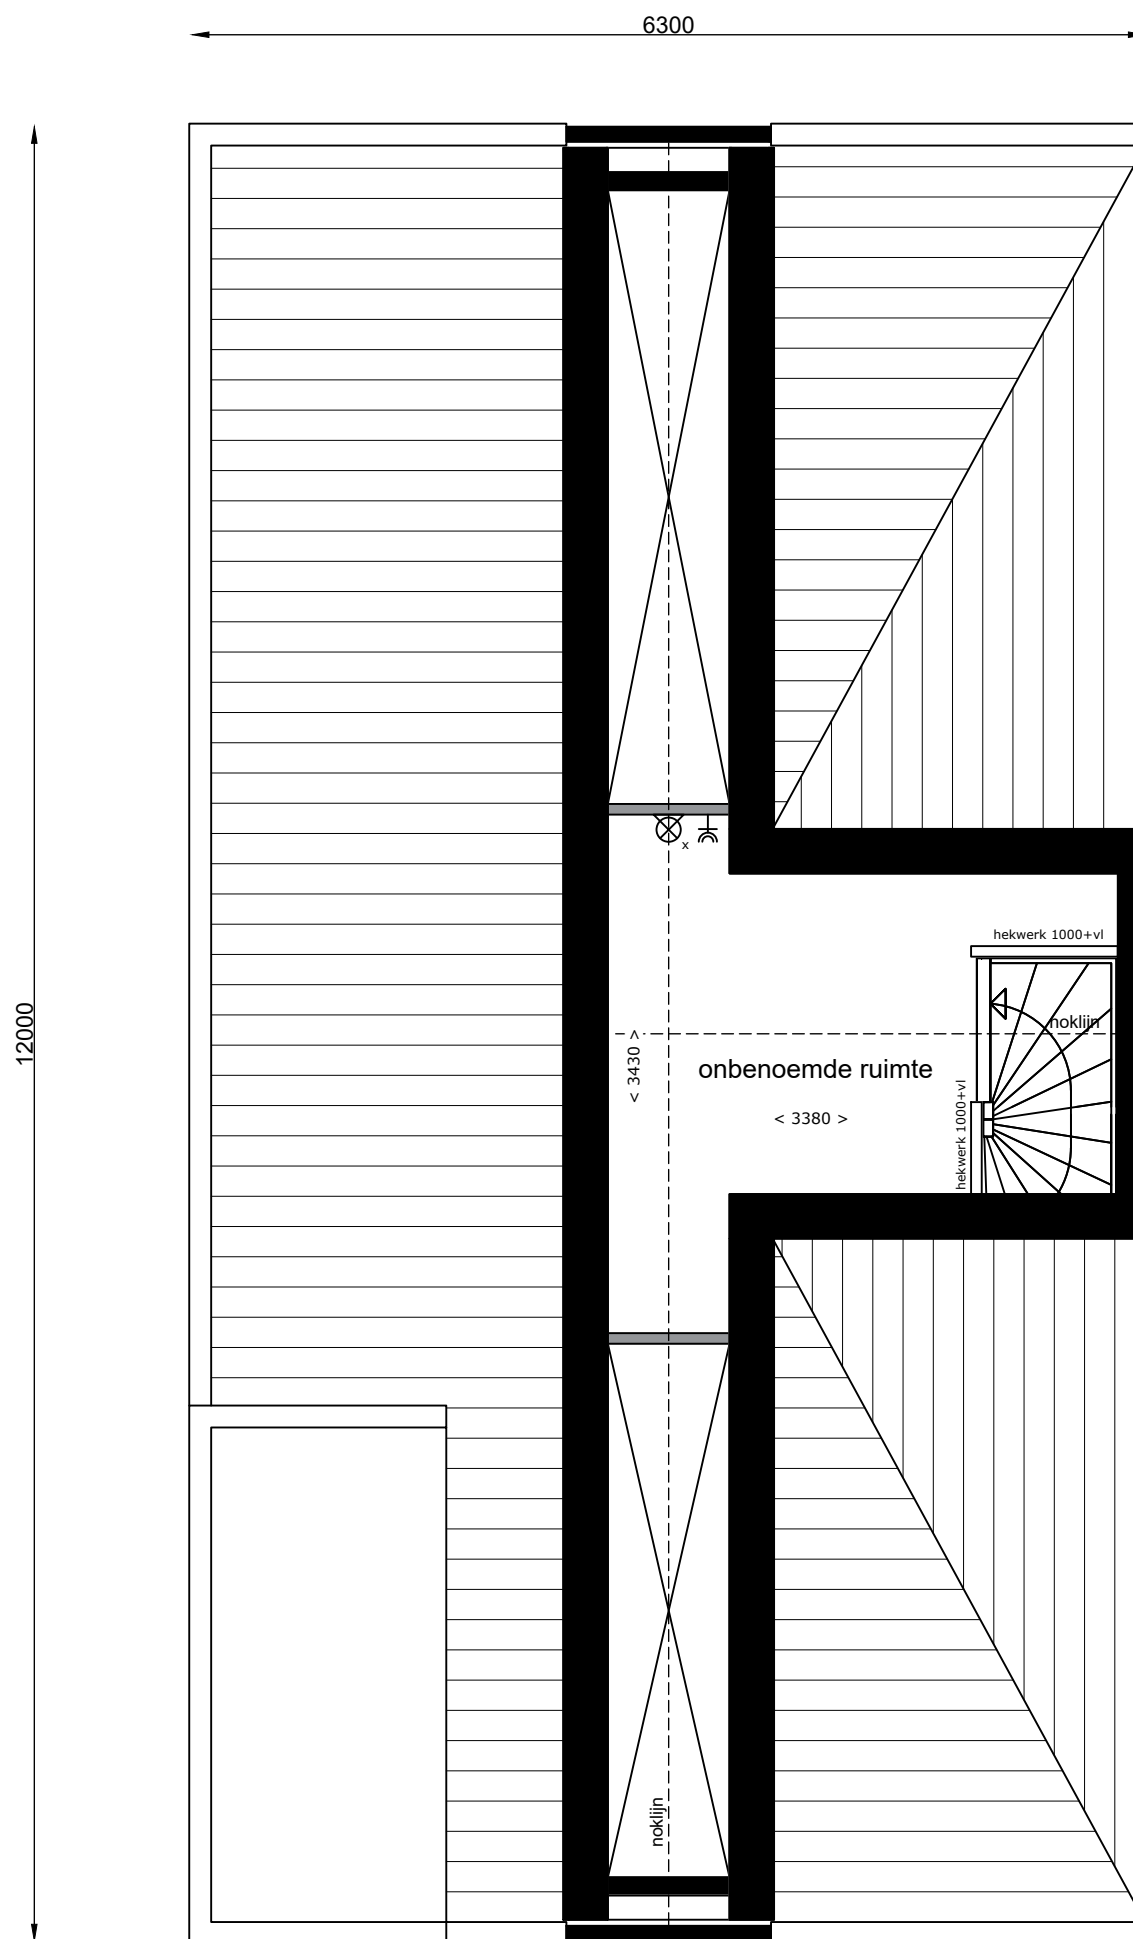 6300
12000
x
hekwerk 1000+vl
noklijn
< 3430 >
onbenoemde ruimte
< 3380 >
hekwerk 1000+vl
noklijn